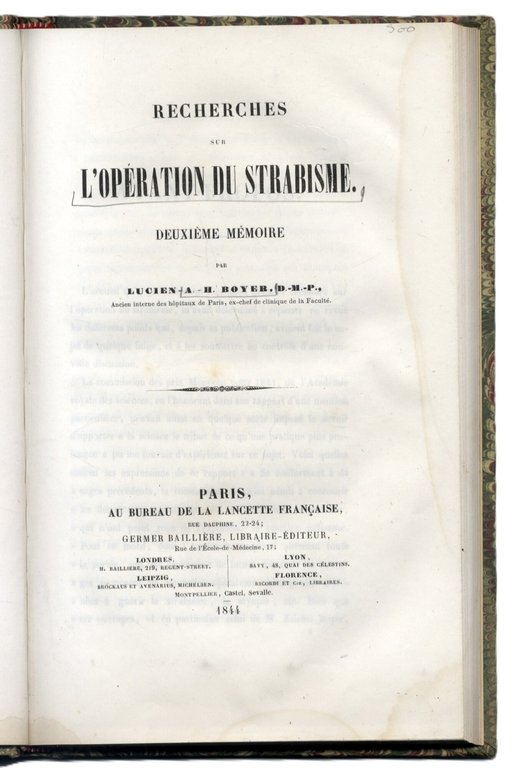 300
RECHERCHES
SUR
L'OPÉRATION DU STRABISME.
DEUXIÈME MÉMOIRE
PAR
LUCIEN-A.-H. BOYER, D.-M.-P.,
Ancien interne des hôpitaux de Paris, ex-chef de clinique de la Faculté.
PARIS,
AU BUREAU DE LA LANCETTE FRANÇAISE,
RUE DAUPHINE, 22-24;
GERMER BAILLIÈRE, LIBRAIRE-ÉDITEUR,
Rue de l'École-de-Médecine, 17;
LONDRES,
H. BAILLIERE, 219, REGENT-STREET.
LEIPZIG,
BROCKAUS ET AVENARIUS, MICHELSEN.
LYON,
SAVY, 48, QUAI DES CÉLESTINS.
FLORENCE,
RICORDI ET Cie, LIBRAIRES.
MONTPELLIER, Castel, Sevalle.
1844